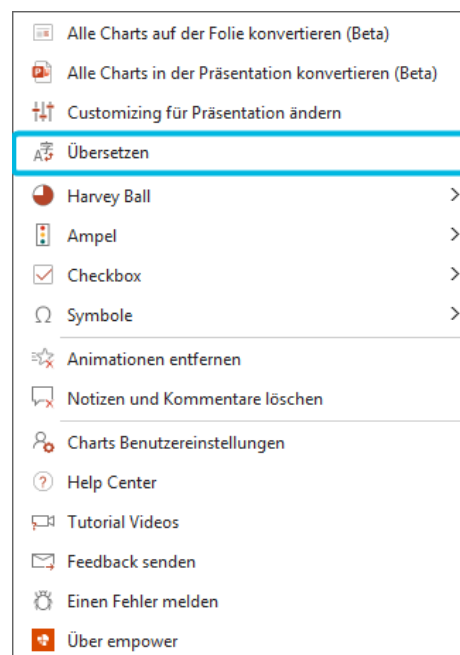 Alle Charts auf der Folie konvertieren (Beta)
Alle Charts in der Präsentation konvertieren (Beta)
Customizing für Präsentation ändern
Übersetzen
Harvey Ball
Ampel
Checkbox
Symbole
Animationen entfernen
Notizen und Kommentare löschen
Charts Benutzereinstellungen
Help Center
Tutorial Videos
Feedback senden
Einen Fehler melden
Über empower